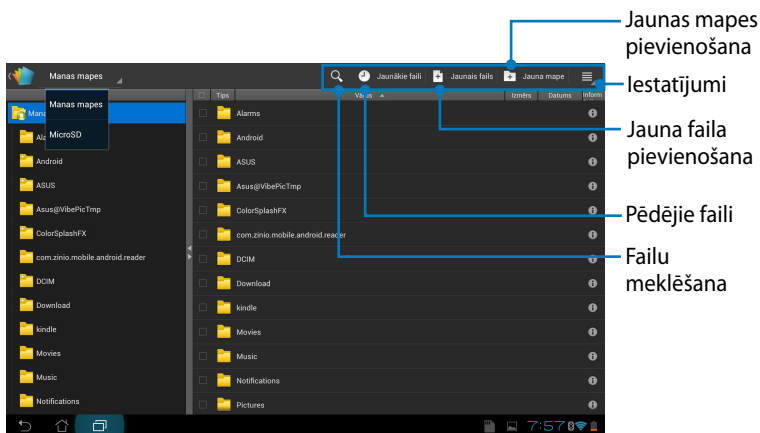 Jaunas mapes
pievienošana
Iestatījumi
Jauna faila
pievienošana
Pēdējie faili
Failu
meklēšana
Manas mapes
Jaunākie faili
Jaunais fails
Jauna mape
Manas mapes
MicroSD
Mana
Ala
Android
ASUS
Asus@VibePicTmp
ColorSplashFX
com.zinio.mobile.android.reader
DCIM
Download
kindle
Movies
Music
Notifications
Tips
Izmērs
Datums
Inform
Alarms
Android
ASUS
Asus@VibePicTmp
ColorSplashFX
com.zinio.mobile.android.reader
DCIM
Download
kindle
Movies
Music
Notifications
Pictures
7:57